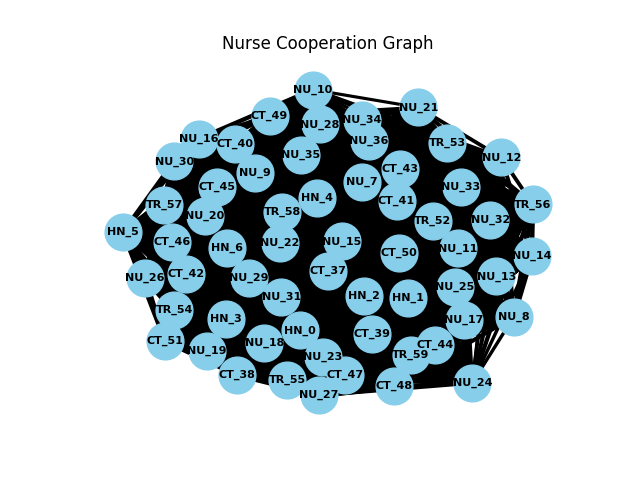 Nurse Cooperation Graph
NU_10
NU_21
CT_49
NU_34
NU_28
NU_16
CT_40
NU_36
TR_53
NU_30
NU_35
NU_12
NU_9
CT_43
NU_7
CT_45
NU_33
HN_4
CT_41
TR_57
TR_56
NU_20
TR_58
TR_52
NU_32
HN_5
CT_46
NU_22
NU_15
HN_6
NU_11
CT_50
NU_14
CT_37
CT_42
NU_26
NU_29
NU_13
NU_25
NU_31
HN_2
HN_1
TR_54
NU_8
HN_3
NU_17
HN_0
CT_39
CT_51
NU_18
CT_44
NU_19
TR_59
NU_23
CT_38
CT_47
TR_55
NU_24
CT_48
NU_27